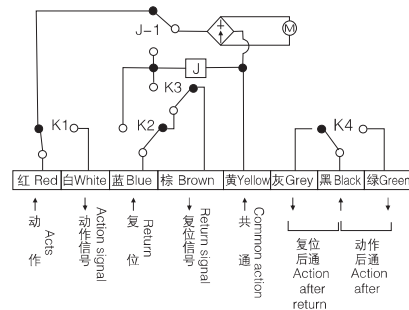 J-1
M
J
K3
K1
K2
K4
红 Red
白White
蓝 Blue
棕 Brown
黄Yellow
灰Grey
黑 Black
绿Green
动作
Acts
动作信号
Action signal
复位
Return
复位信号
Return signal
共通
Common action
复位
后通
Action
after
return
动作
后通
Action
after